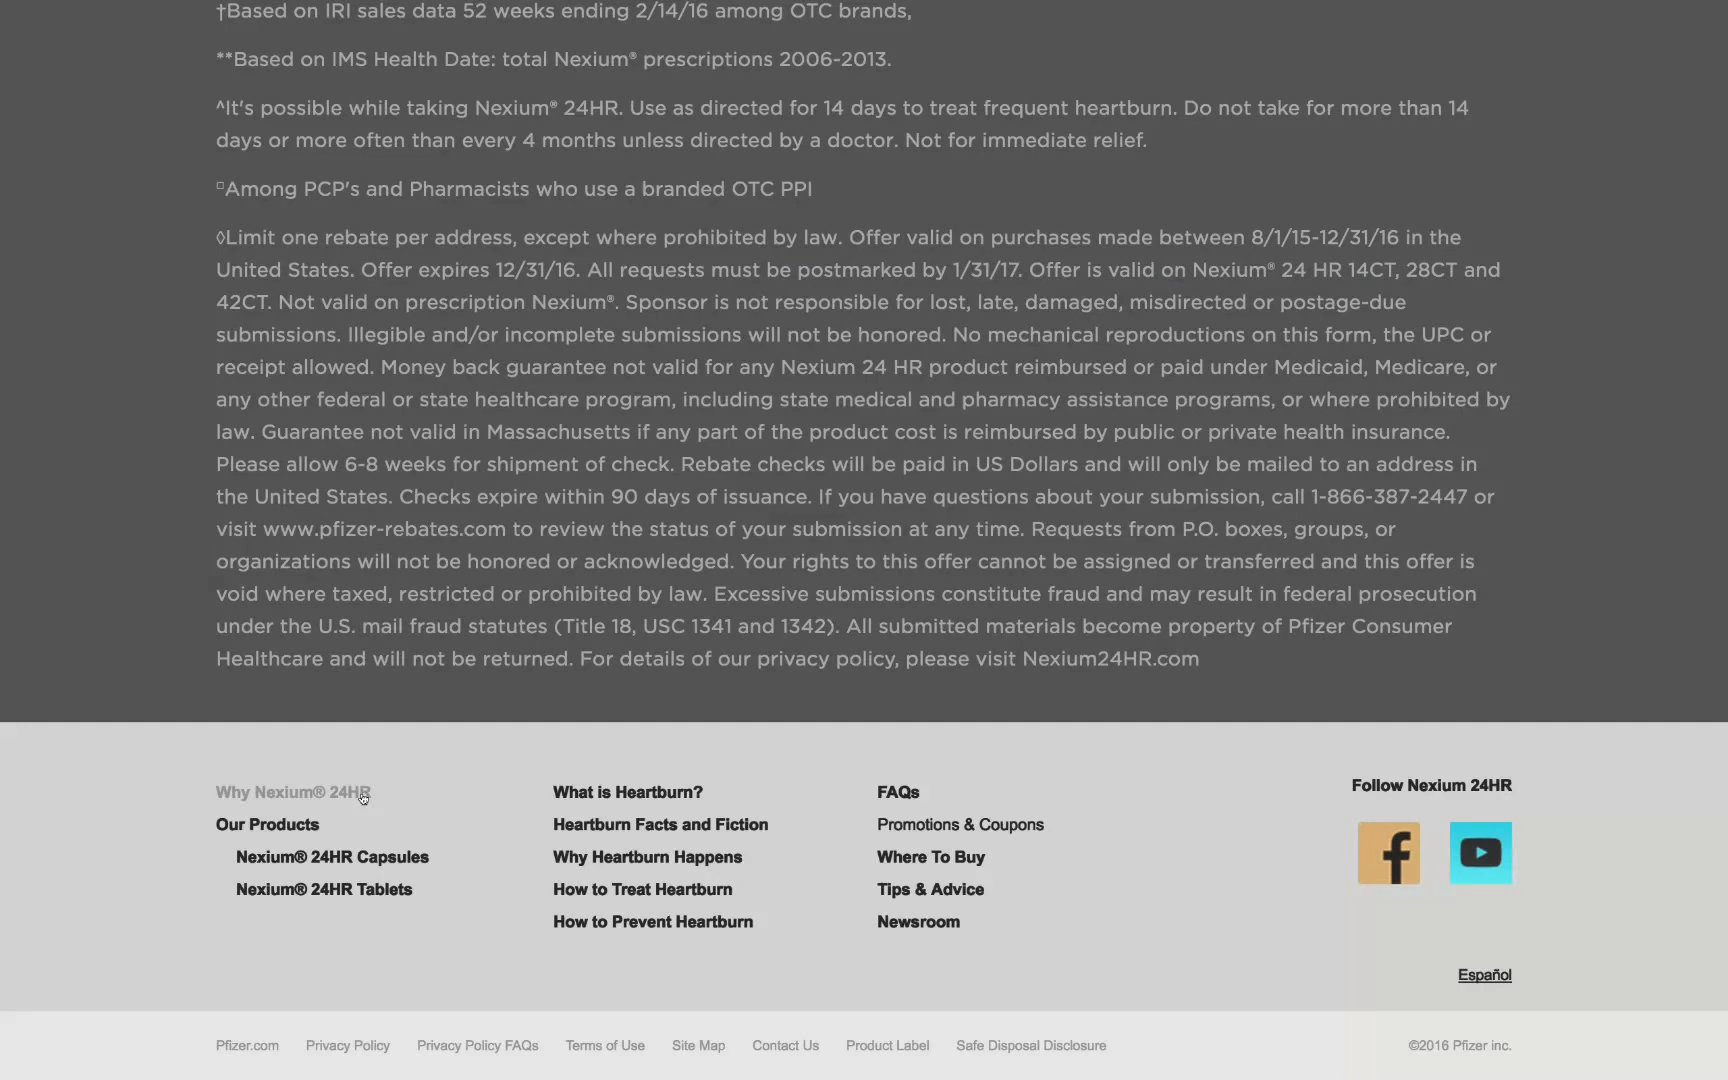 †Based on IRI sales data 52 weeks ending 2/14/16 among OTC brands,
**Based on IMS Health Date: total Nexium® prescriptions 2006-2013.
^It's possible while taking Nexium® 24HR. Use as directed for 14 days to treat frequent heartburn. Do not take for more than 14
days or more often than every 4 months unless directed by a doctor. Not for immediate relief.
□Among PCP's and Pharmacists who use a branded OTC PPI
◊Limit one rebate per address, except where prohibited by law. Offer valid on purchases made between 8/1/15-12/31/16 in the
United States. Offer expires 12/31/16. All requests must be postmarked by 1/31/17. Offer is valid on Nexium® 24 HR 14CT, 28CT and
42CT. Not valid on prescription Nexium®. Sponsor is not responsible for lost, late, damaged, misdirected or postage-due
submissions. Illegible and/or incomplete submissions will not be honored. No mechanical reproductions on this form, the UPC or
receipt allowed. Money back guarantee not valid for any Nexium 24 HR product reimbursed or paid under Medicaid, Medicare, or
any other federal or state healthcare program, including state medical and pharmacy assistance programs, or where prohibited by
law. Guarantee not valid in Massachusetts if any part of the product cost is reimbursed by public or private health insurance.
Please allow 6-8 weeks for shipment of check. Rebate checks will be paid in US Dollars and will only be mailed to an address in
the United States. Checks expire within 90 days of issuance. If you have questions about your submission, call 1-866-387-2447 or
visit www.pfizer-rebates.com to review the status of your submission at any time. Requests from P.O. boxes, groups, or
organizations will not be honored or acknowledged. Your rights to this offer cannot be assigned or transferred and this offer is
void where taxed, restricted or prohibited by law. Excessive submissions constitute fraud and may result in federal prosecution
under the U.S. mail fraud statutes (Title 18, USC 1341 and 1342). All submitted materials become property of Pfizer Consumer
Healthcare and will not be returned. For details of our privacy policy, please visit Nexium24HR.com
Why Nexium® 24HR
Our Products
Nexium® 24HR Capsules
Nexium® 24HR Tablets
What is Heartburn?
Heartburn Facts and Fiction
Why Heartburn Happens
How to Treat Heartburn
How to Prevent Heartburn
FAQs
Promotions & Coupons
Where To Buy
Tips & Advice
Newsroom
Follow Nexium 24HR
Español
Pfizer.com Privacy Policy Privacy Policy FAQs Terms of Use Site Map Contact Us Product Label Safe Disposal Disclosure ©2016 Pfizer inc.